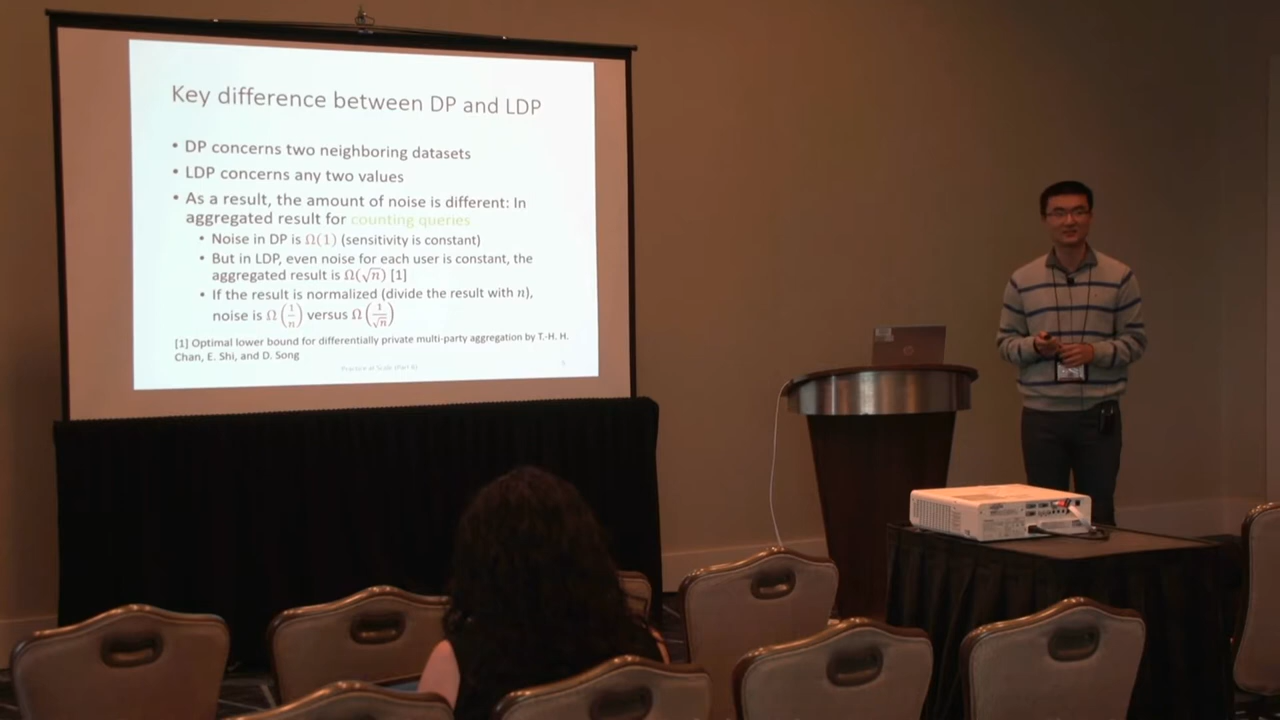 Key difference between DP and LDP
• DP concerns two neighboring datasets
• LDP concerns any two values
• As a result, the amount of noise is different: In
aggregated result for counting queries
• Noise in DP is Ω(1) (sensitivity is constant)
• But in LDP, even noise for each user is constant, the
aggregated result is Ω(√n) [1]
• If the result is normalized (divide the result with n),
noise is Ω(1/n) versus Ω(1/√n)
[1] Optimal lower bound for differentially private multi-party aggregation by T.-H. H.
Chan, E. Shi, and D. Song